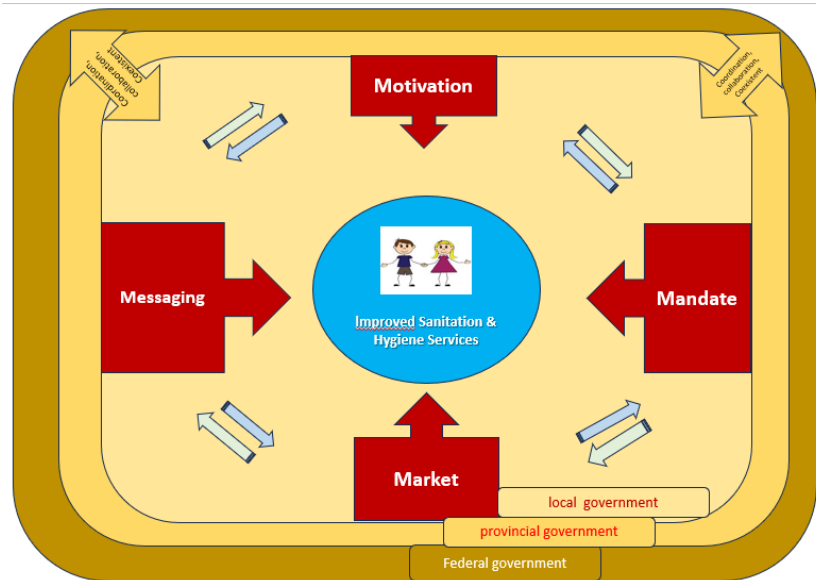 Coordination,
collaboration,
Coexistent
Coordination,
collaboration,
Coexistent
Motivation
Messaging
Mandate
Improved Sanitation &
Hygiene Services
Market
local government
provincial government
Federal government